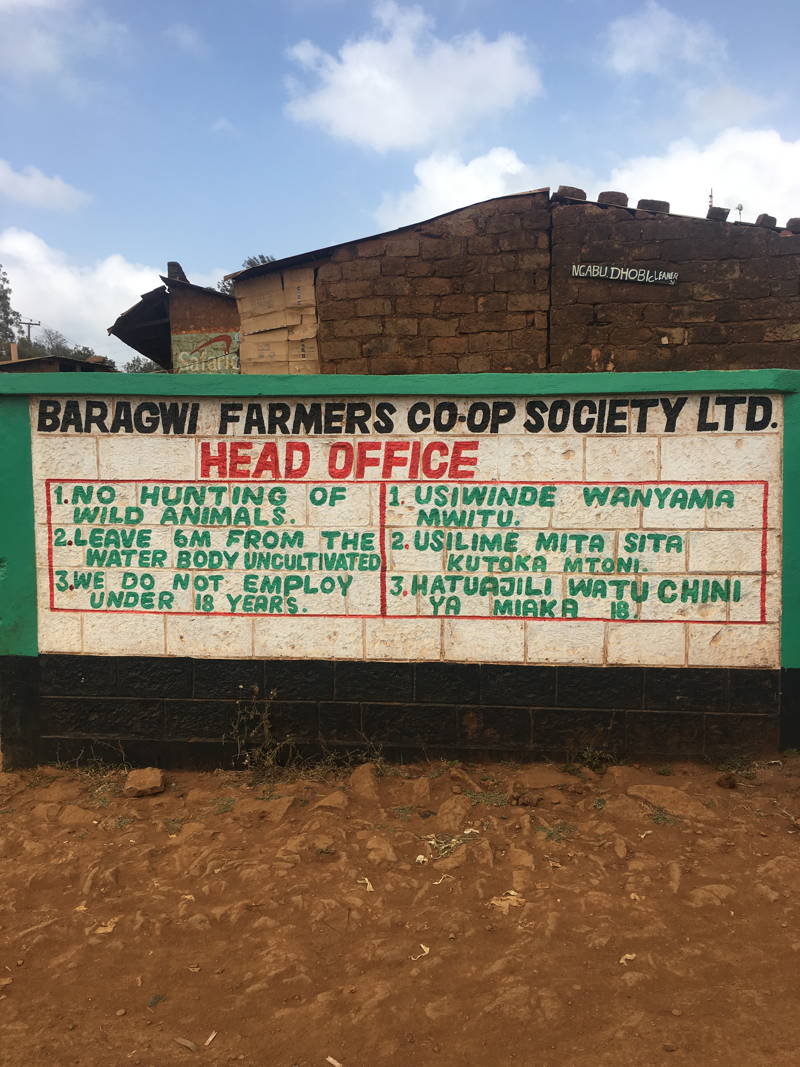 NGABU DHOBI CLEANER
Safari
BARAGWI FARMERS CO-OP SOCIETY LTD.
HEAD OFFICE
1. NO HUNTING OF
WILD ANIMALS.
2. LEAVE 6M FROM THE
WATER BODY UNCULTIVATED
3. WE DO NOT EMPLOY
UNDER 18 YEARS.
1. USIWINDE WANYAMA
MWITU.
2. USILIME MITA SITA
KUTOKA MTONI.
3. HATUAJILI WATU CHINI
YA MIAKA 18.